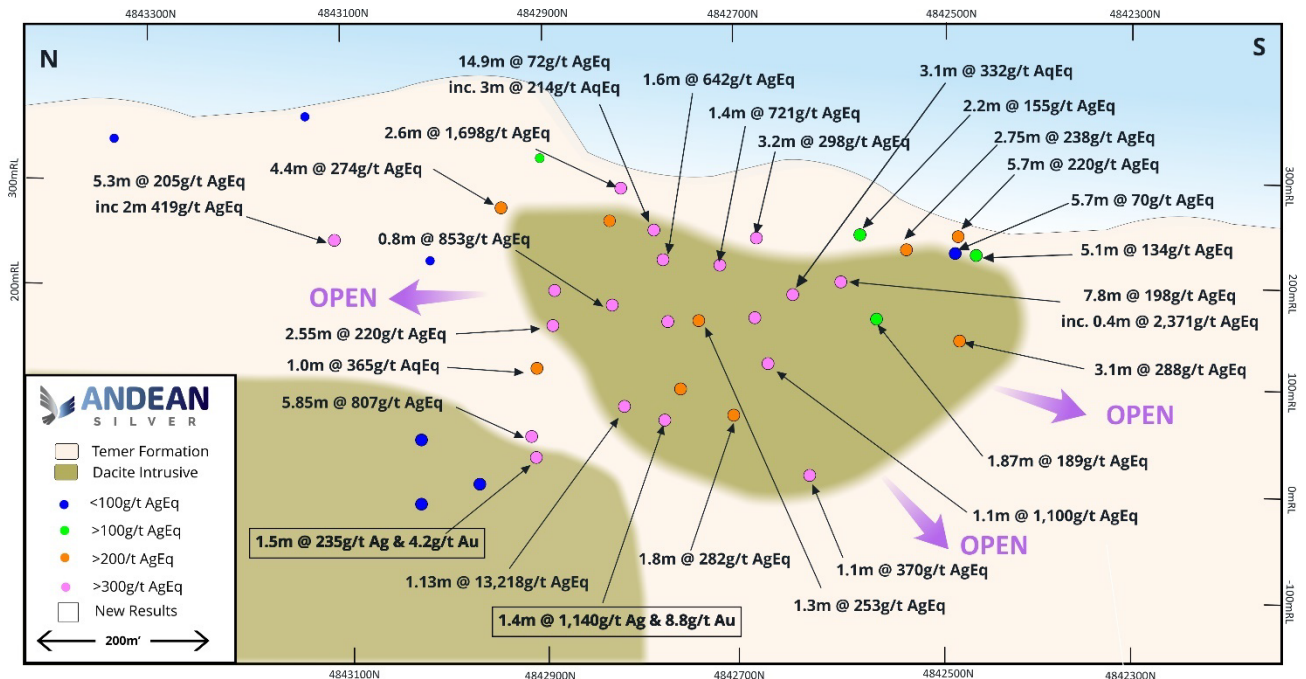 4843300N
4843100N
4842900N
4842700N
4842500N
4842300N
N
S
14.9m @ 72g/t AgEq
inc. 3m @ 214g/t AqEq
1.6m @ 642g/t AgEq
3.1m @ 332g/t AqEq
2.2m @ 155g/t AgEq
1.4m @ 721g/t AgEq
2.6m @ 1,698g/t AgEq
3.2m @ 298g/t AgEq
2.75m @ 238g/t AgEq
5.7m @ 220g/t AgEq
4.4m @ 274g/t AgEq
300mRL
300mRL
5.3m @ 205g/t AgEq
inc 2m 419g/t AgEq
5.7m @ 70g/t AgEq
0.8m @ 853g/t AgEq
5.1m @ 134g/t AgEq
200mRL
200mRL
OPEN
7.8m @ 198g/t AgEq
inc. 0.4m @ 2,371g/t AgEq
2.55m @ 220g/t AgEq
1.0m @ 365g/t AqEq
3.1m @ 288g/t AgEq
100mRL
5.85m @ 807g/t AgEq
OPEN
ANDEAN
SILVER
Temer Formation
Dacite Intrusive
<100g/t AgEq
>100g/t AgEq
>200/t AgEq
>300g/t AgEq
New Results
200m'
1.87m @ 189g/t AgEq
0mRL
1.1m @ 1,100g/t AgEq
1.5m @ 235g/t Ag & 4.2g/t Au
OPEN
1.8m @ 282g/t AgEq
1.1m @ 370g/t AgEq
1.13m @ 13,218g/t AgEq
1.3m @ 253g/t AgEq
-100mRL
1.4m @ 1,140g/t Ag & 8.8g/t Au
4843100N
4842900N
4842700N
4842500N
4842300N